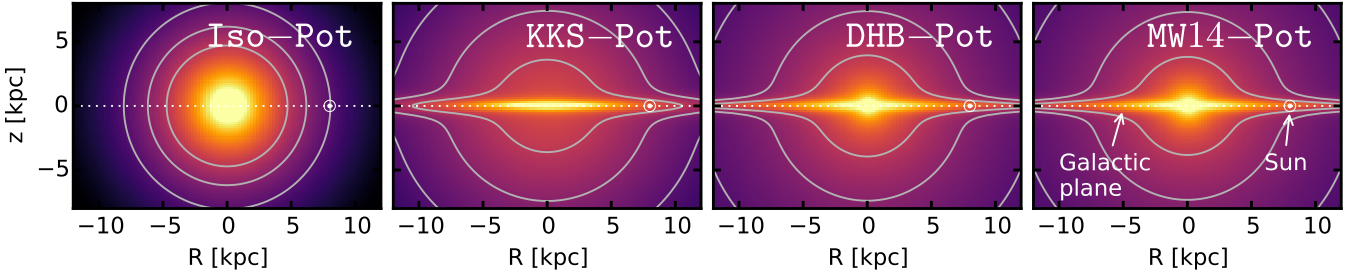 Iso−Pot
KKS−Pot
DHB−Pot
MW14−Pot
5
0
−5
z [kpc]
Galactic
plane
Sun
−10 −5 0 5 10
−10 −5 0 5 10
−10 −5 0 5 10
−10 −5 0 5 10
R [kpc]
R [kpc]
R [kpc]
R [kpc]